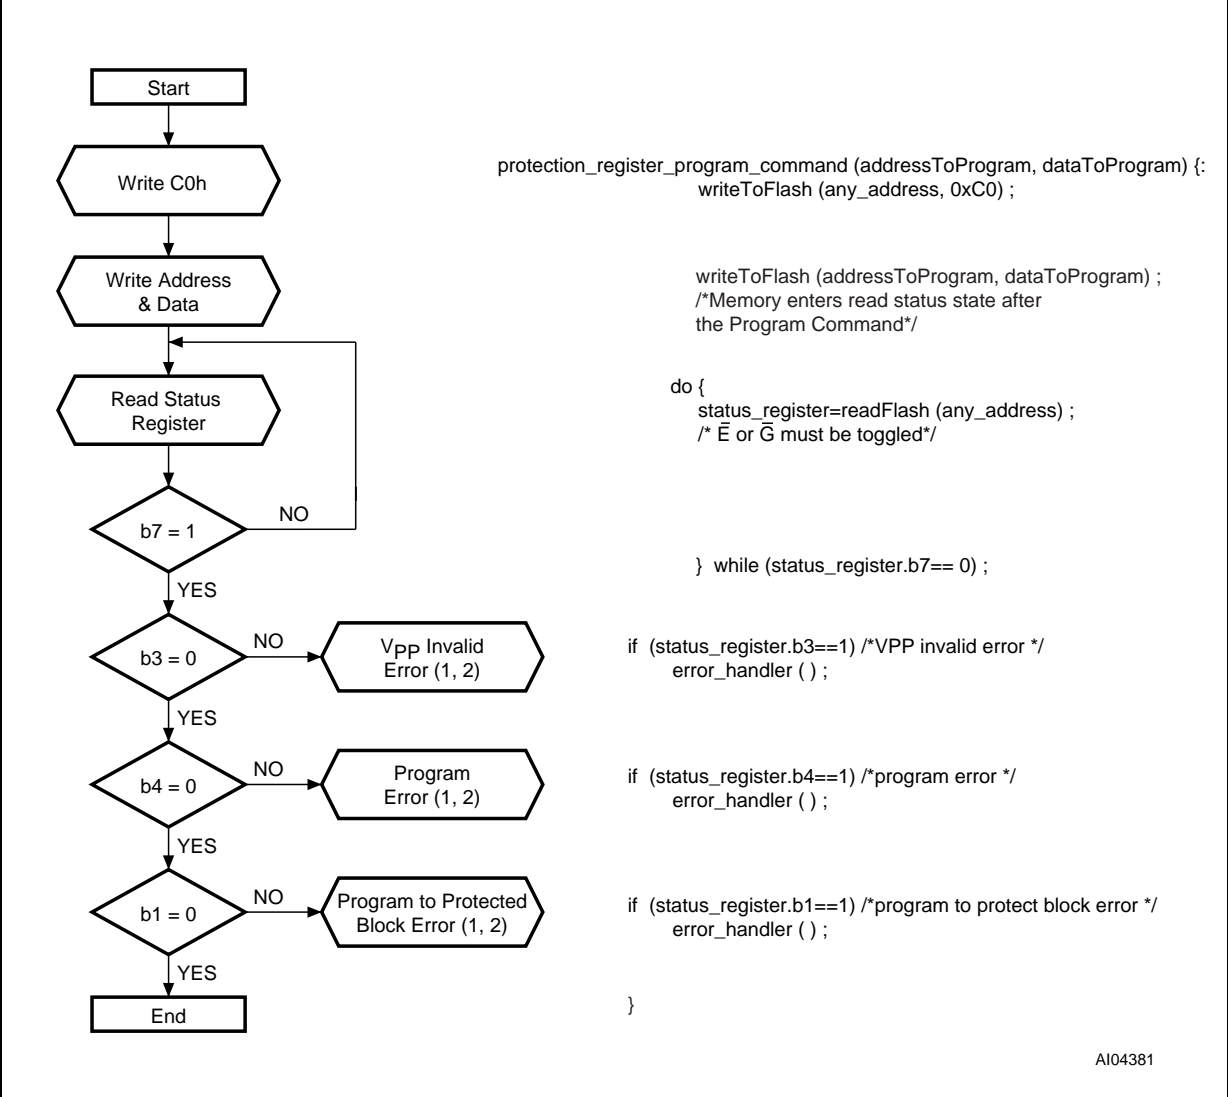 Start
Write C0h
protection_register_program_command (addressToProgram, dataToProgram) {:
writeToFlash (any_address, 0xC0) ;
Write Address
& Data
writeToFlash (addressToProgram, dataToProgram) ;
/*Memory enters read status state after
the Program Command*/
Read Status
Register
do {
status_register=readFlash (any_address) ;
/* E̅ or G̅ must be toggled*/
b7 = 1
NO
YES
} while (status_register.b7== 0) ;
b3 = 0
NO
YES
VPP Invalid
Error (1, 2)
if (status_register.b3==1) /*VPP invalid error */
error_handler ( ) ;
b4 = 0
NO
YES
Program
Error (1, 2)
if (status_register.b4==1) /*program error */
error_handler ( ) ;
b1 = 0
NO
YES
Program to Protected
Block Error (1, 2)
if (status_register.b1==1) /*program to protect block error */
error_handler ( ) ;
End
}
AI04381